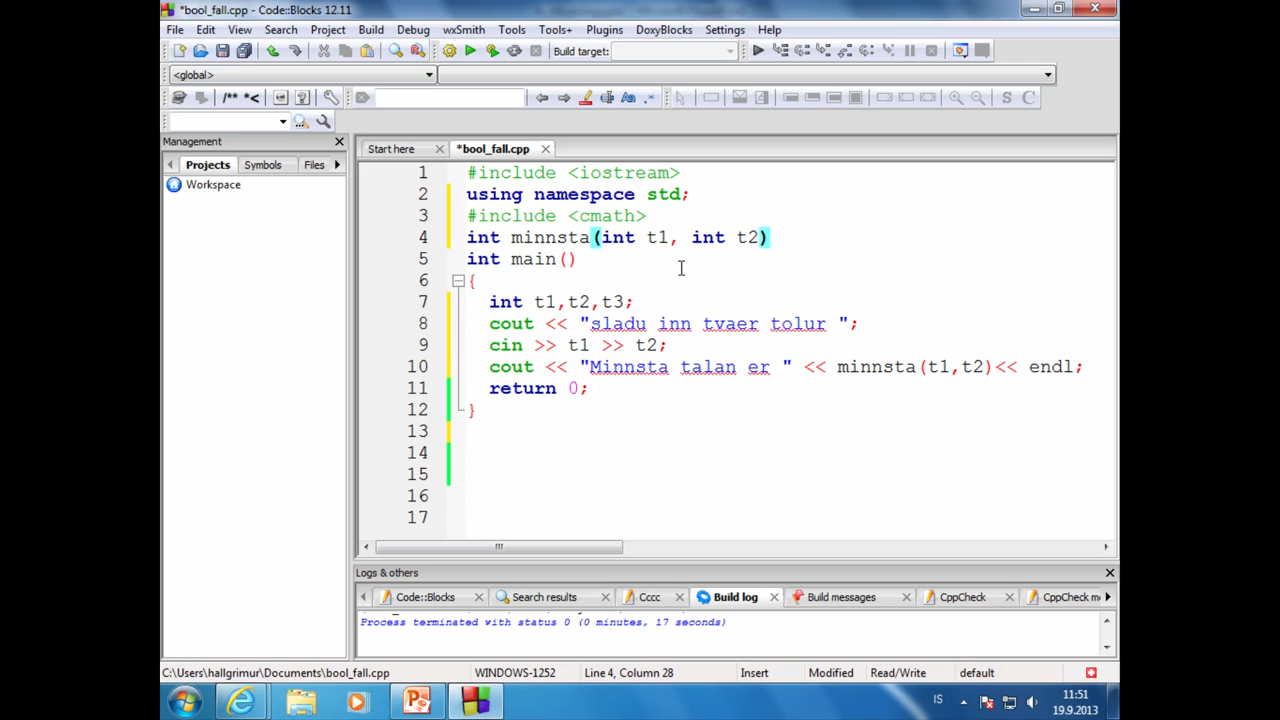 *bool_fall.cpp - Code::Blocks 12.11
File Edit View Search Project Build Debug wxSmith Tools Tools+ Plugins DoxyBlocks Settings Help
Build target:
<global>
/** *<
S C
Management
Start here *bool_fall.cpp
Projects Symbols Files
Workspace
1 #include <iostream>
2 using namespace std;
3 #include <cmath>
4 int minnsta(int t1, int t2)
5 int main()
6 {
7 int t1,t2,t3;
8 cout << "sladu inn tvaer tolur ";
9 cin >> t1 >> t2;
10 cout << "Minnsta talan er " << minnsta(t1,t2)<< endl;
11 return 0;
12 }
13
14
15
16
17
Logs & others
Code::Blocks Search results Cccc Build log Build messages CppCheck CppCheck me
Process terminated with status 0 (0 minutes, 17 seconds)
C:\Users\hallgrimur\Documents\bool_fall.cpp WINDOWS-1252 Line 4, Column 28 Insert Modified Read/Write default
IS 11:51
19.9.2013